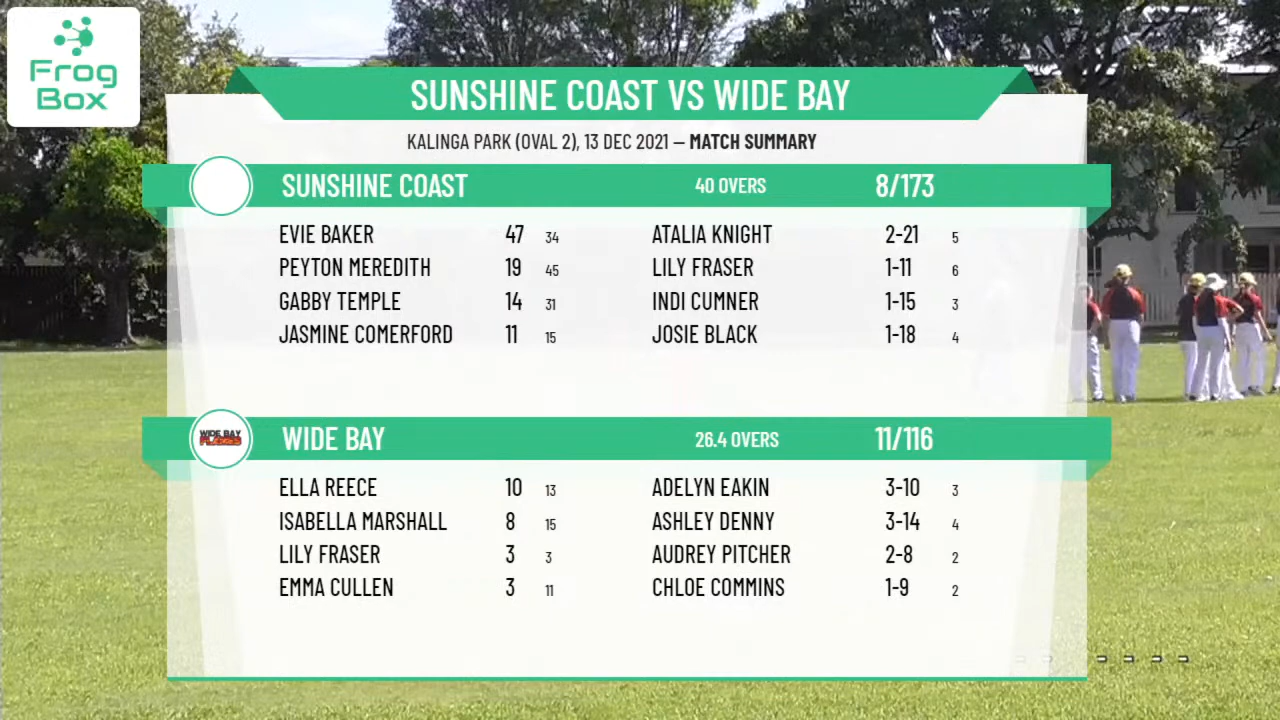 Frog
Box
SUNSHINE COAST VS WIDE BAY
KALINGA PARK (OVAL 2), 13 DEC 2021 – MATCH SUMMARY
SUNSHINE COAST 40 OVERS 8/173
EVIE BAKER 47 34 ATALIA KNIGHT 2-21 5
PEYTON MEREDITH 19 45 LILY FRASER 1-11 6
GABBY TEMPLE 14 31 INDI CUMNER 1-15 3
JASMINE COMERFORD 11 15 JOSIE BLACK 1-18 4
WIDE BAY
WIDE BAY 26.4 OVERS 11/116
ELLA REECE 10 13 ADELYN EAKIN 3-10 3
ISABELLA MARSHALL 8 15 ASHLEY DENNY 3-14 4
LILY FRASER 3 3 AUDREY PITCHER 2-8 2
EMMA CULLEN 3 11 CHLOE COMMINS 1-9 2